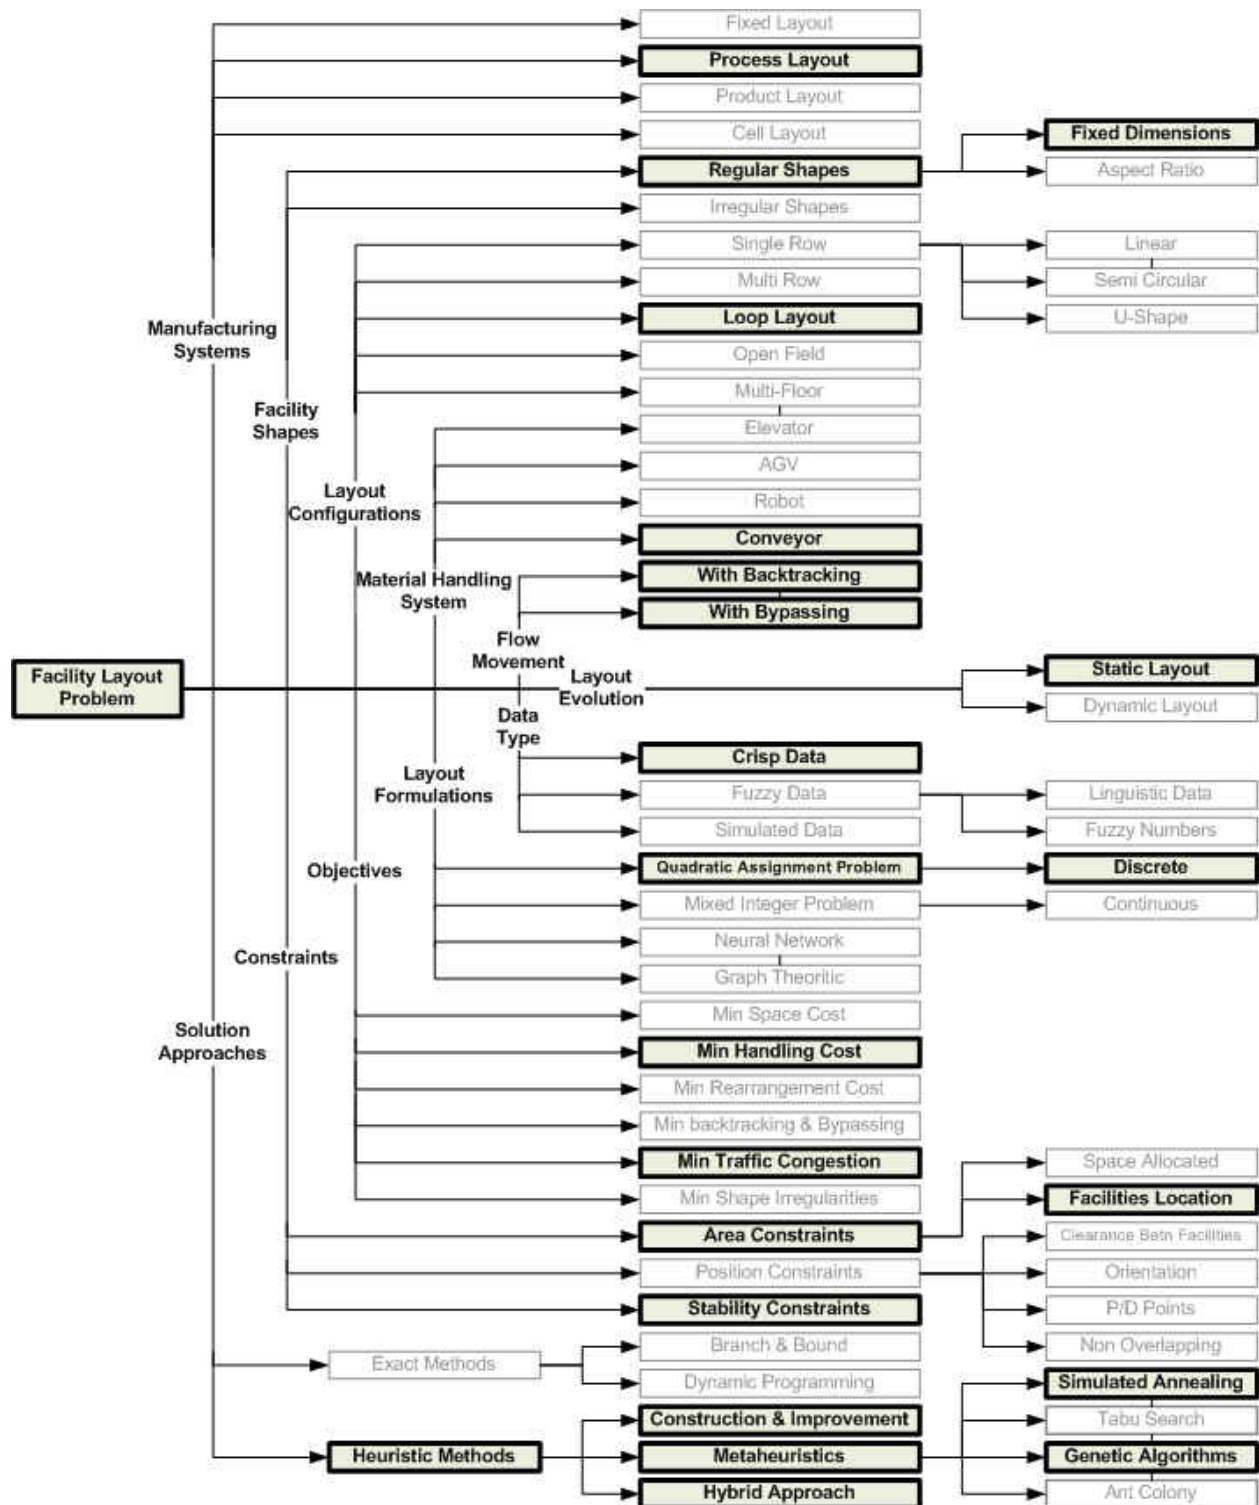 Fixed Layout
Process Layout
Product Layout
Cell Layout
Fixed Dimensions
Regular Shapes
Aspect Ratio
Irregular Shapes
Single Row
Linear
Multi Row
Semi Circular
Loop Layout
U-Shape
Manufacturing
Systems
Open Field
Multi-Floor
Facility
Shapes
Elevator
AGV
Layout
Configurations
Robot
Conveyor
Material Handling
System
With Backtracking
With Bypassing
Flow
Movement
Facility Layout
Problem
Layout
Evolution
Static Layout
Dynamic Layout
Data
Type
Crisp Data
Layout
Formulations
Fuzzy Data
Linguistic Data
Simulated Data
Fuzzy Numbers
Objectives
Quadratic Assignment Problem
Discrete
Mixed Integer Problem
Continuous
Neural Network
Constraints
Graph Theoritic
Min Space Cost
Solution
Approaches
Min Handling Cost
Min Rearrangement Cost
Min backtracking & Bypassing
Min Traffic Congestion
Space Allocated
Min Shape Irregularities
Facilities Location
Area Constraints
Clearance Betn Facilities
Position Constraints
Orientation
Stability Constraints
P/D Points
Branch & Bound
Non Overlapping
Exact Methods
Dynamic Programming
Simulated Annealing
Construction & Improvement
Tabu Search
Heuristic Methods
Metaheuristics
Genetic Algorithms
Hybrid Approach
Ant Colony